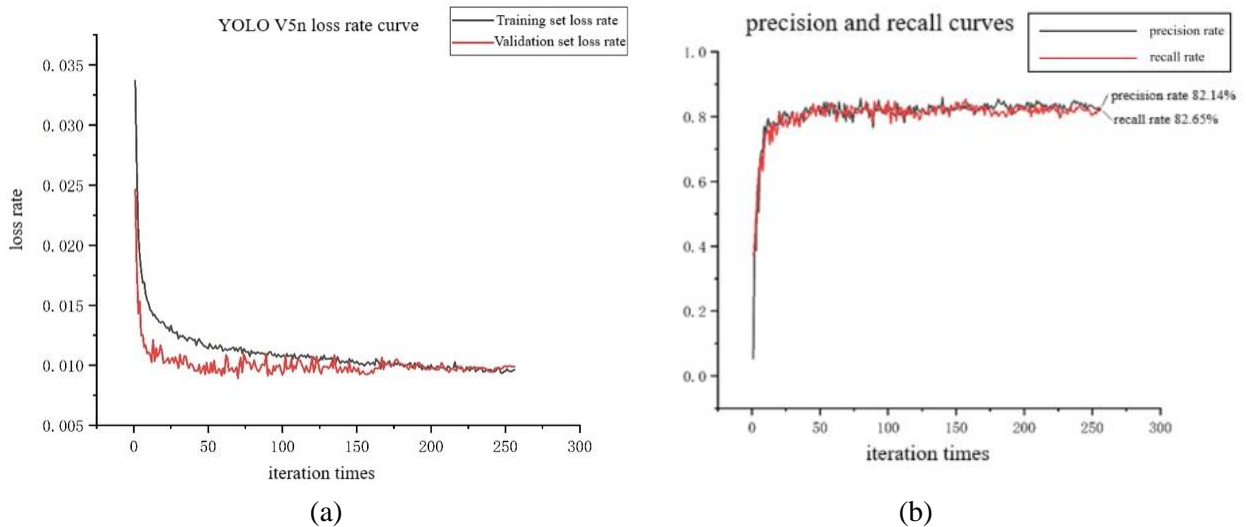 YOLO V5n loss rate curve
Training set loss rate
Validation set loss rate
0. 035
0. 030
0. 025
0. 020
0. 015
0. 010
0. 005
loss rate
0
50
100
150
200
250
300
iteration times
(a)
precision and recall curves
precision rate
recall rate
1. 0
0. 8
0. 6
0. 4
0. 2
0. 0
precision rate 82.14%
recall rate 82.65%
0
50
100
150
200
250
300
iteration times
(b)